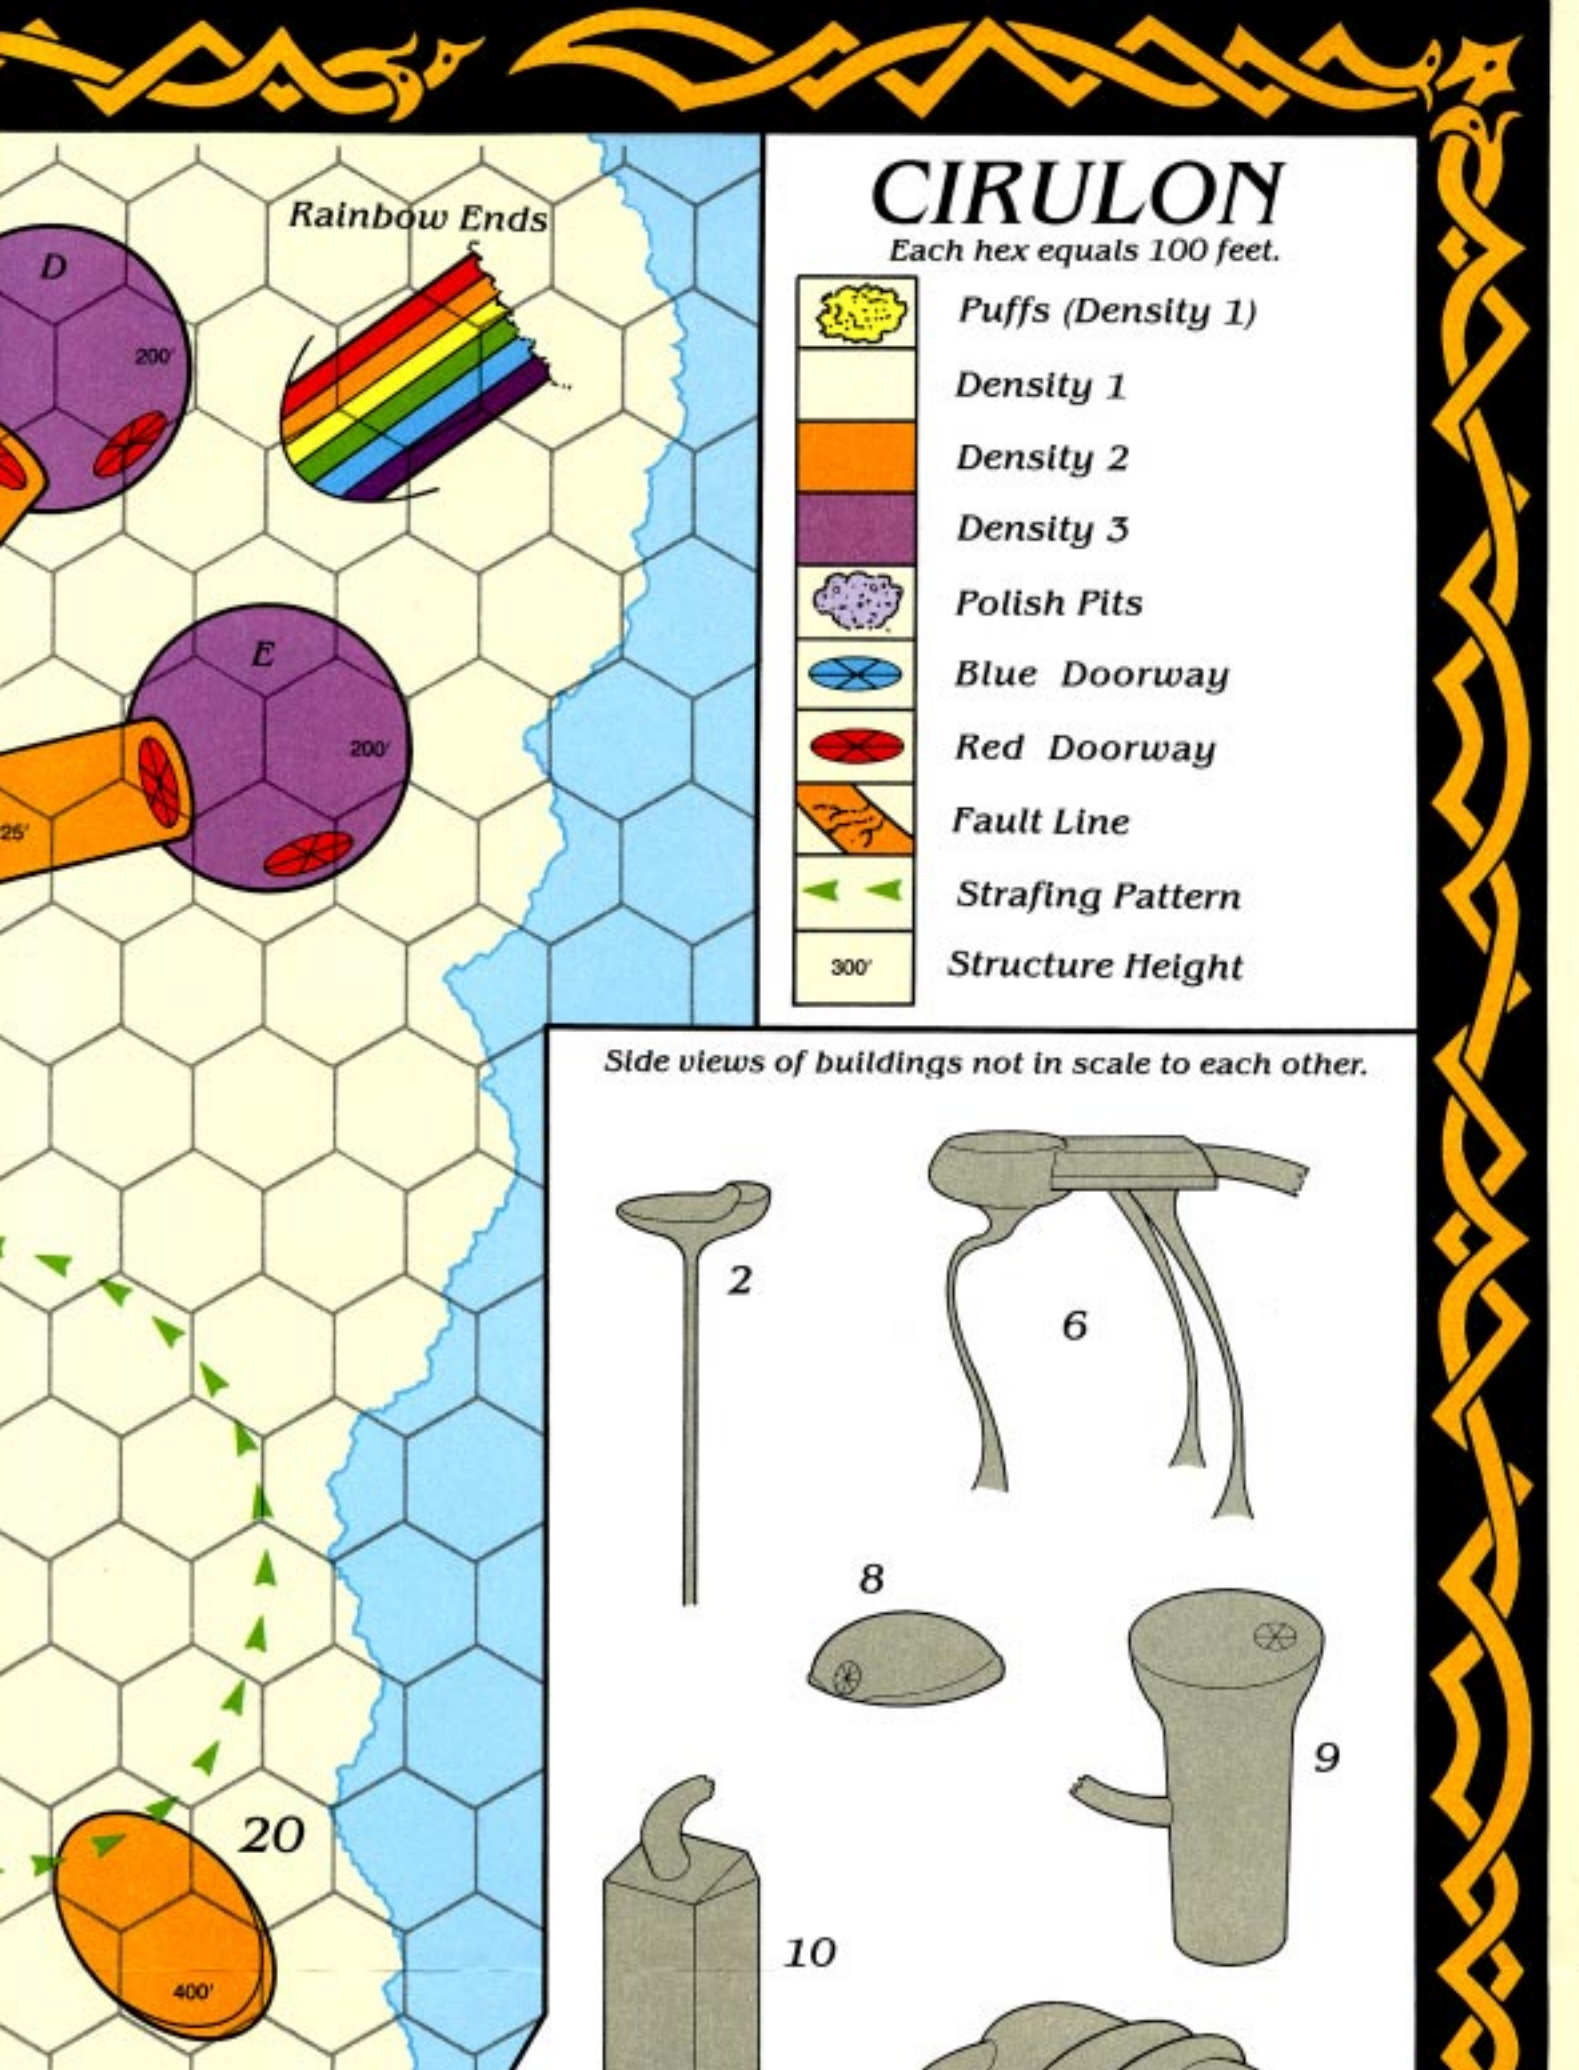 CIRULON
Each hex equals 100 feet.
Puffs (Density 1)
Density 1
Density 2
Density 3
Polish Pits
Blue Doorway
Red Doorway
Fault Line
Strafing Pattern
300' Structure Height
Rainbow Ends
D
200'
E
200'
25'
20
400'
Side views of buildings not in scale to each other.
2
6
8
9
10